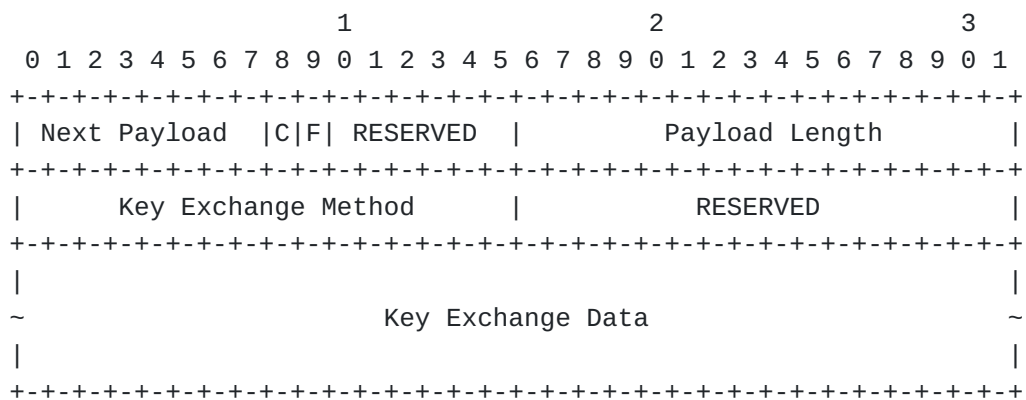 1                   2                   3
 0 1 2 3 4 5 6 7 8 9 0 1 2 3 4 5 6 7 8 9 0 1 2 3 4 5 6 7 8 9 0 1
+-+-+-+-+-+-+-+-+-+-+-+-+-+-+-+-+-+-+-+-+-+-+-+-+-+-+-+-+-+-+-+-+
| Next Payload  |C|F| RESERVED  |         Payload Length        |
+-+-+-+-+-+-+-+-+-+-+-+-+-+-+-+-+-+-+-+-+-+-+-+-+-+-+-+-+-+-+-+-+
|      Key Exchange Method      |           RESERVED            |
+-+-+-+-+-+-+-+-+-+-+-+-+-+-+-+-+-+-+-+-+-+-+-+-+-+-+-+-+-+-+-+-+
|                                                               |
~                       Key Exchange Data                       ~
|                                                               |
+-+-+-+-+-+-+-+-+-+-+-+-+-+-+-+-+-+-+-+-+-+-+-+-+-+-+-+-+-+-+-+-+